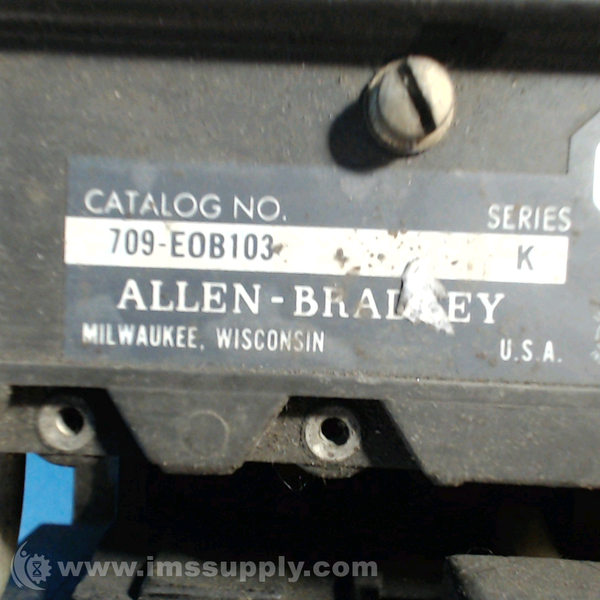 CATALOG NO. SERIES
709-EOB103 K
ALLEN-BRADLEY
MILWAUKEE, WISCONSIN U.S.A.
www.imssupply.com